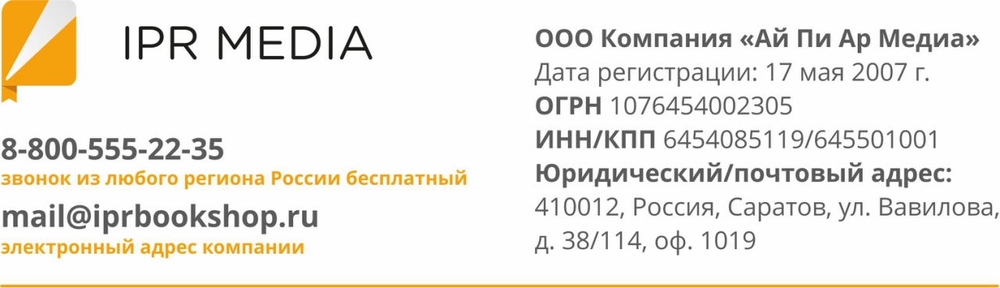 IPR MEDIA
8-800-555-22-35
звонок из любого региона России бесплатный
mail@iprbookshop.ru
электронный адрес компании
ООО Компания «Ай Пи Ар Медиа»
Дата регистрации: 17 мая 2007 г.
ОГРН 1076454002305
ИНН/КПП 6454085119/645501001
Юридический/почтовый адрес:
410012, Россия, Саратов, ул. Вавилова,
д. 38/114, оф. 1019